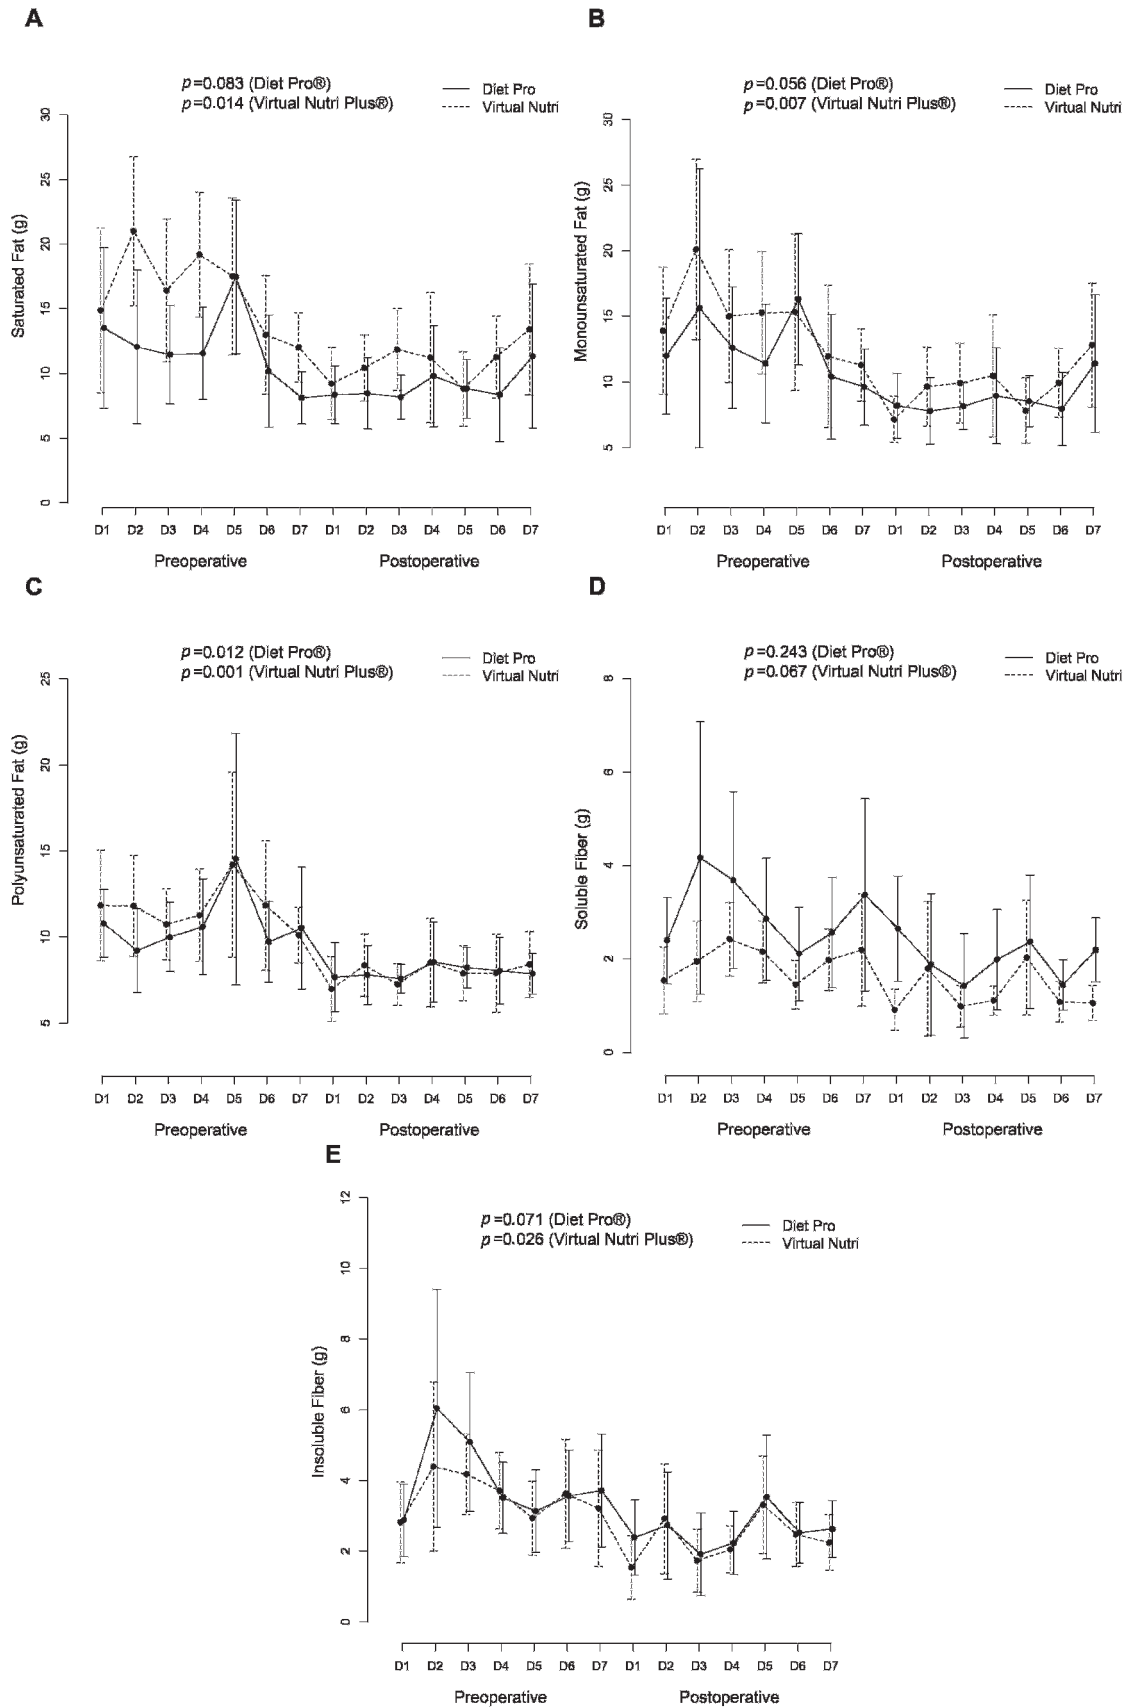 A
p=0.083 (Diet Pro®)
p=0.014 (Virtual Nutri Plus®)
Diet Pro
Virtual Nutri
Saturated Fat (g)
30
25
20
15
10
5
0
D1 D2 D3 D4 D5 D6 D7 D1 D2 D3 D4 D5 D6 D7
Preoperative Postoperative
B
p=0.056 (Diet Pro®)
p=0.007 (Virtual Nutri Plus®)
Diet Pro
Virtual Nutri
Monounsaturated Fat (g)
30
25
20
15
10
5
D1 D2 D3 D4 D5 D6 D7 D1 D2 D3 D4 D5 D6 D7
Preoperative Postoperative
C
p=0.012 (Diet Pro®)
p=0.001 (Virtual Nutri Plus®)
Diet Pro
Virtual Nutri
Polyunsaturated Fat (g)
25
20
15
10
5
D1 D2 D3 D4 D5 D6 D7 D1 D2 D3 D4 D5 D6 D7
Preoperative Postoperative
D
p=0.243 (Diet Pro®)
p=0.067 (Virtual Nutri Plus®)
Diet Pro
Virtual Nutri
Soluble Fiber (g)
8
6
4
2
0
D1 D2 D3 D4 D5 D6 D7 D1 D2 D3 D4 D5 D6 D7
Preoperative Postoperative
E
p=0.071 (Diet Pro®)
p=0.026 (Virtual Nutri Plus®)
Diet Pro
Virtual Nutri
Insoluble Fiber (g)
12
10
8
6
4
2
0
D1 D2 D3 D4 D5 D6 D7 D1 D2 D3 D4 D5 D6 D7
Preoperative Postoperative